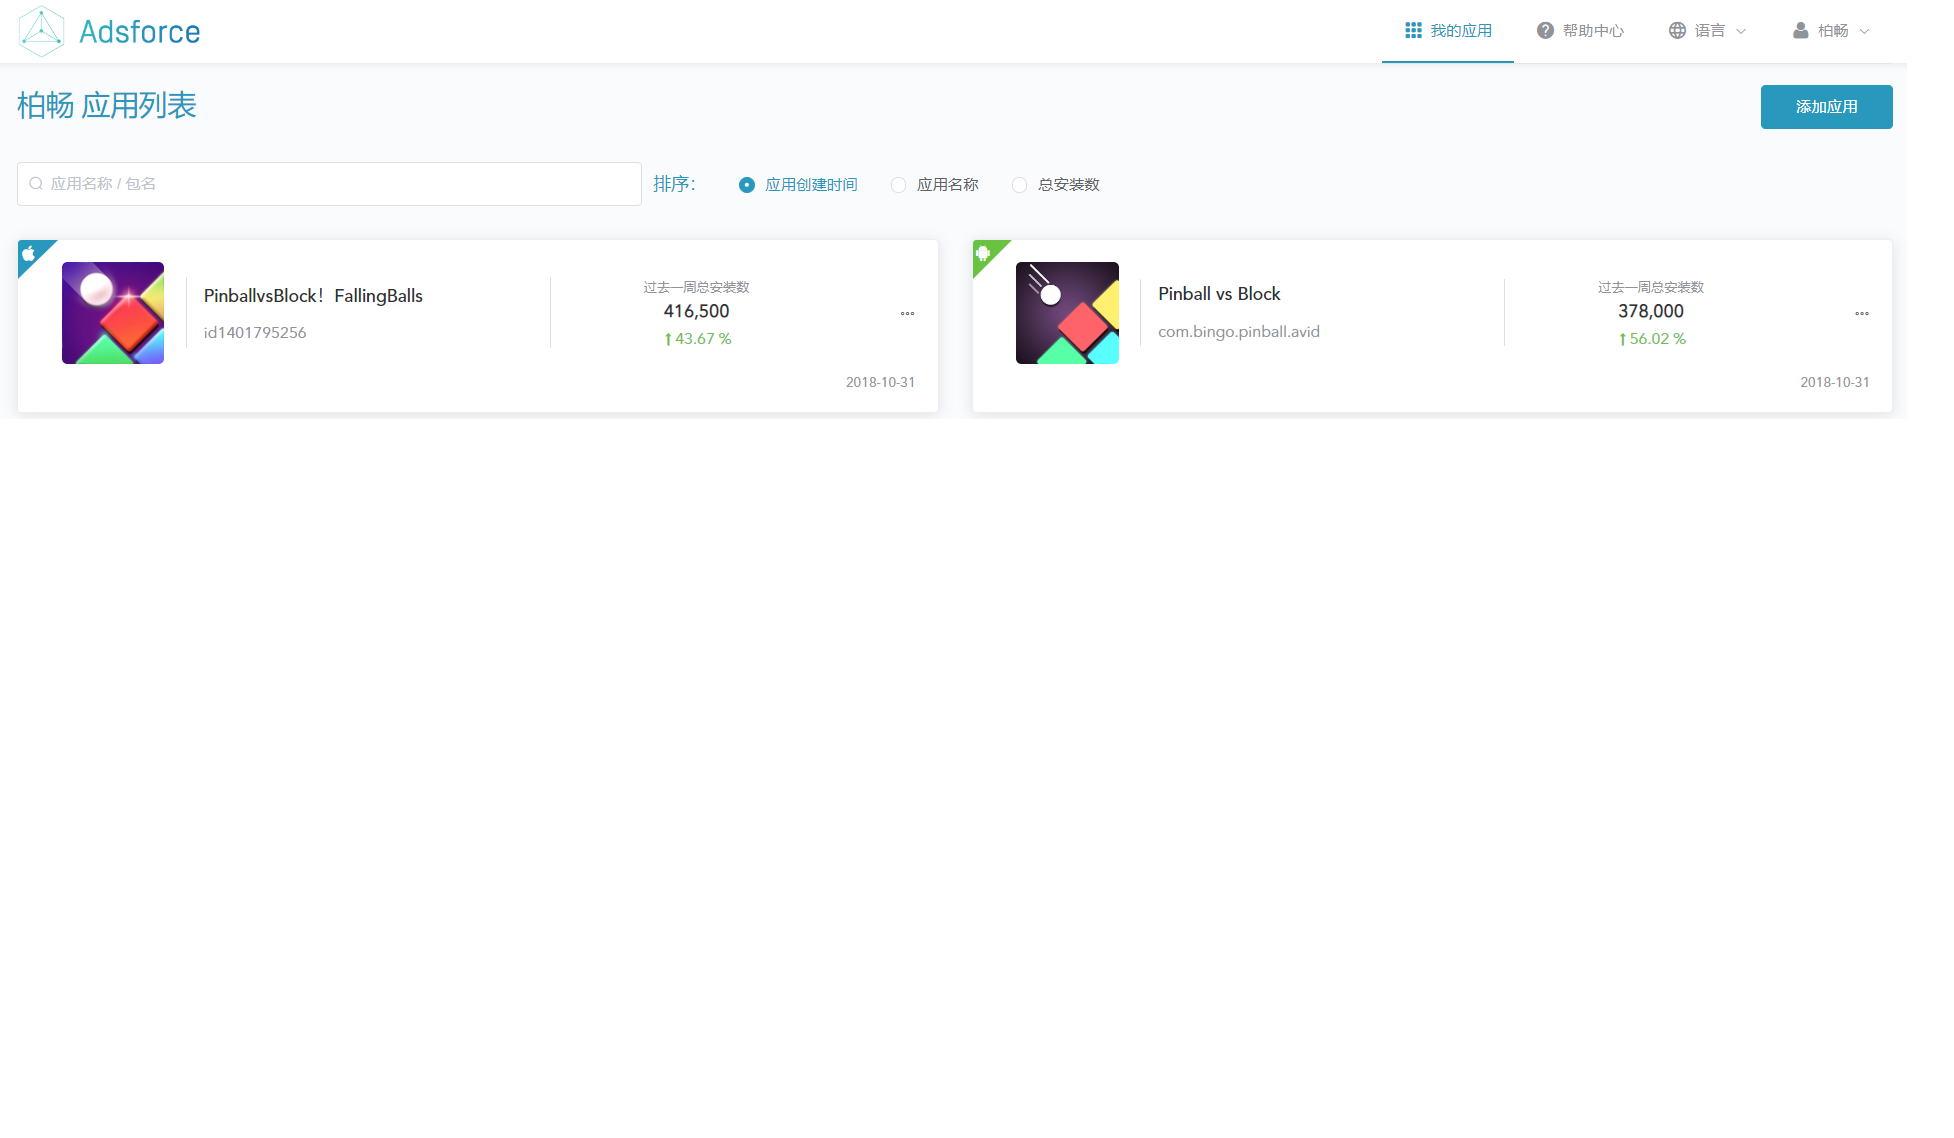 Adsforce
我的应用
帮助中心
语言
柏畅
柏畅 应用列表
添加应用
应用名称 / 包名
排序：
应用创建时间
应用名称
总安装数
PinballvsBlock！FallingBalls
id1401795256
过去一周总安装数
416,500
43.67 %
2018-10-31
Pinball vs Block
com.bingo.pinball.avid
过去一周总安装数
378,000
56.02 %
2018-10-31